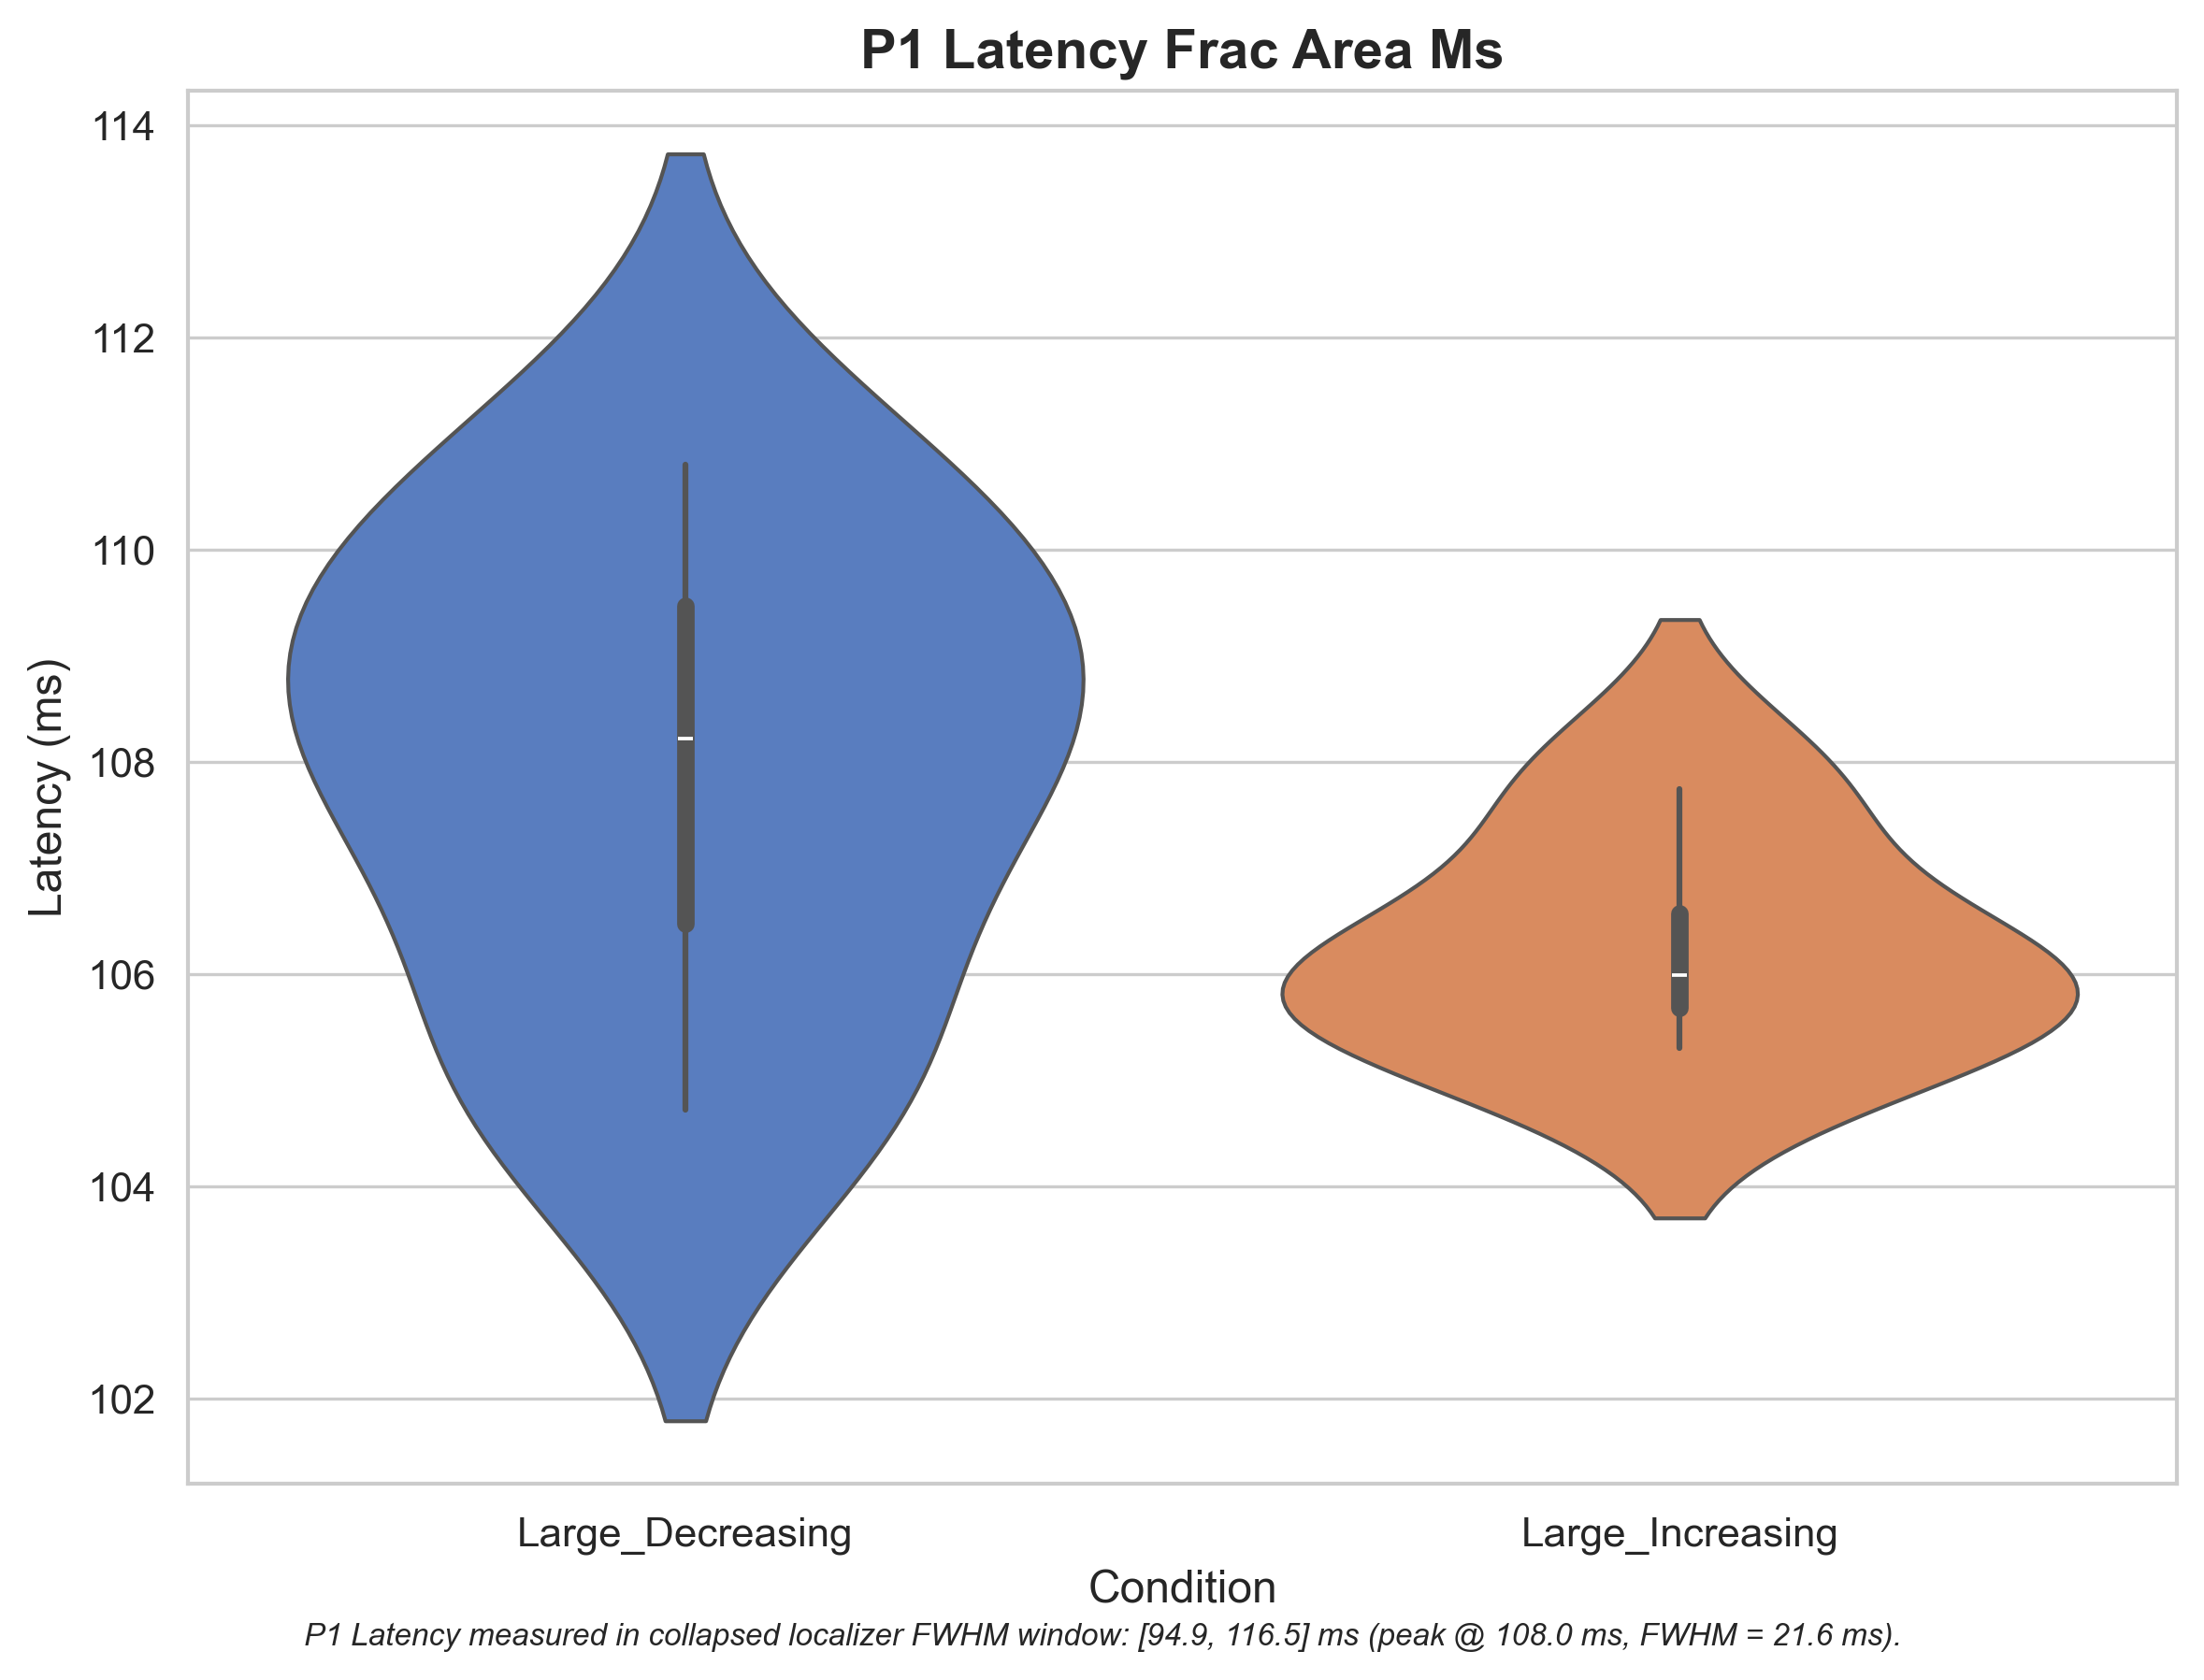 P1 Latency Frac Area Ms
114
112
110
108
106
104
102
Latency (ms)
Large_Decreasing
Large_Increasing
Condition
P1 Latency measured in collapsed localizer FWHM window: [94.9, 116.5] ms (peak @ 108.0 ms, FWHM = 21.6 ms).